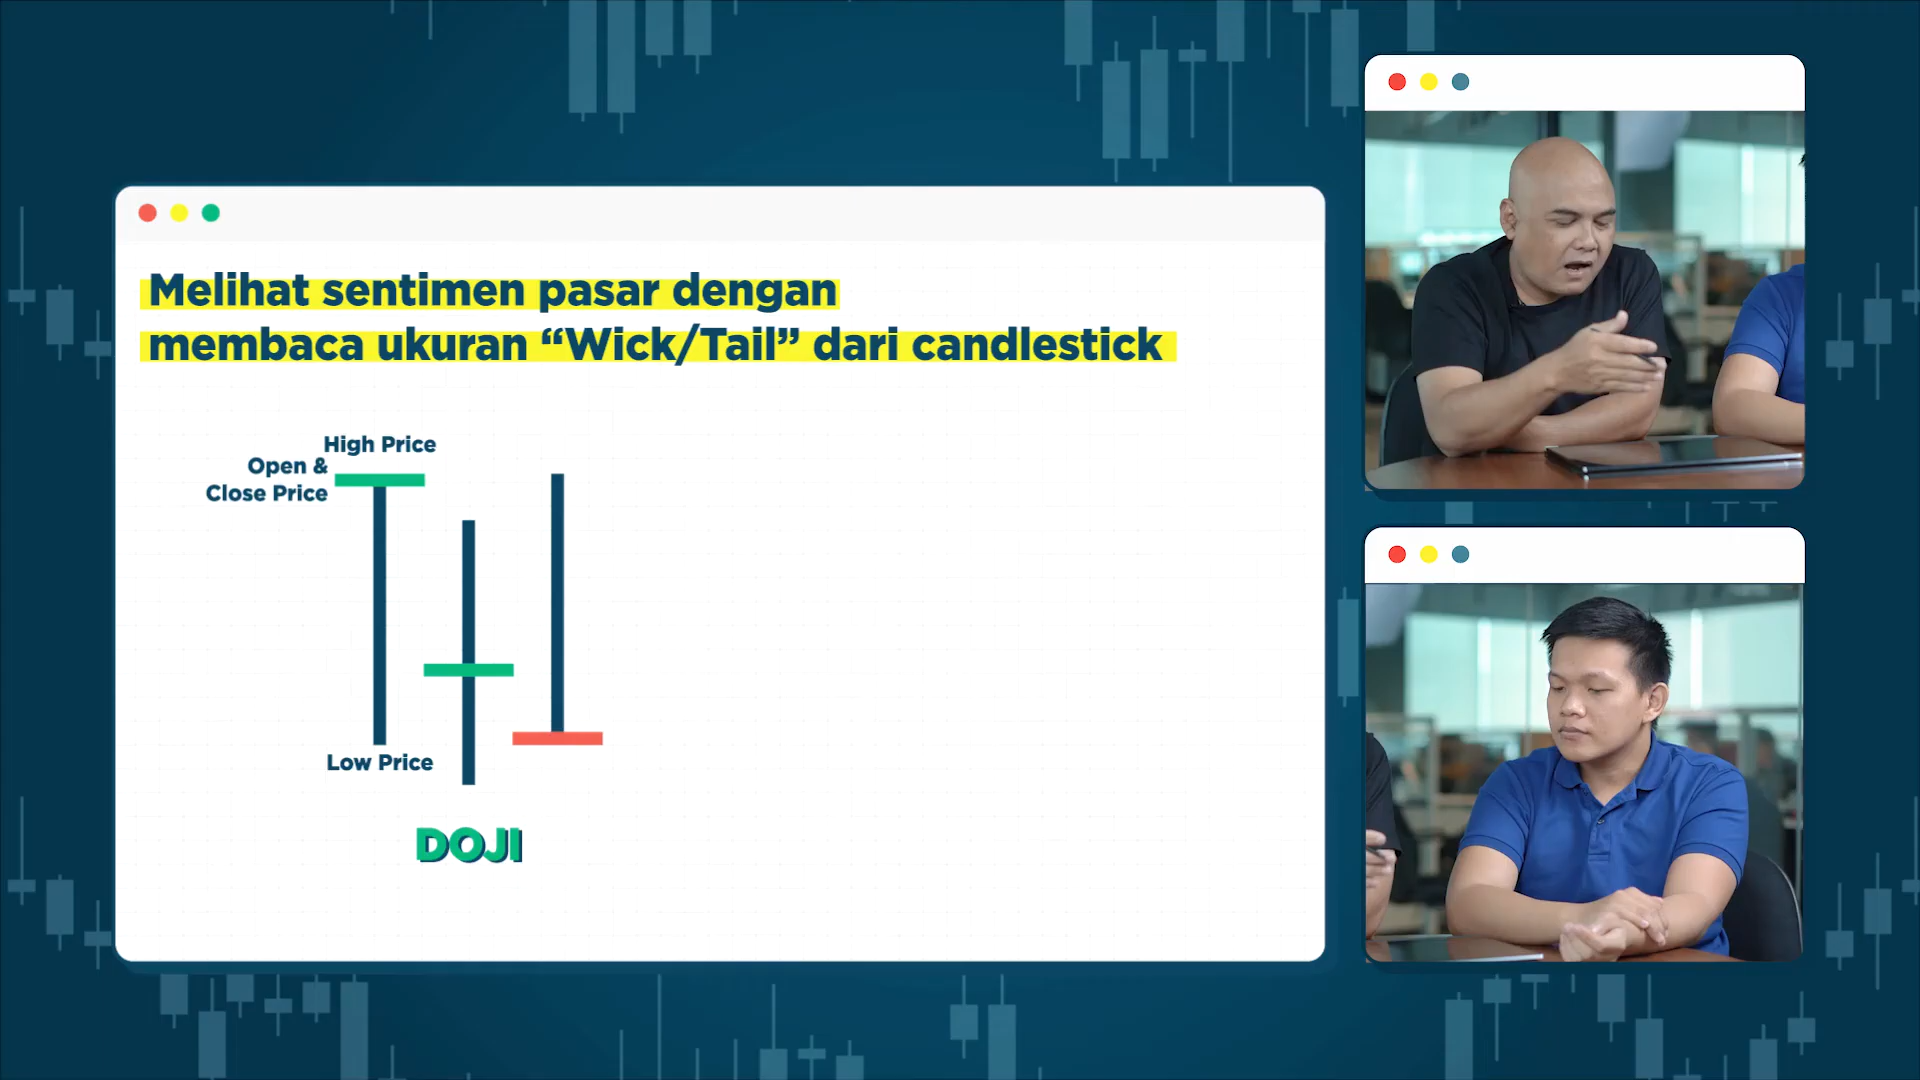 Melihat sentimen pasar dengan
membaca ukuran “Wick/Tail” dari candlestick
High Price
Open &
Close Price
Low Price
DOJI